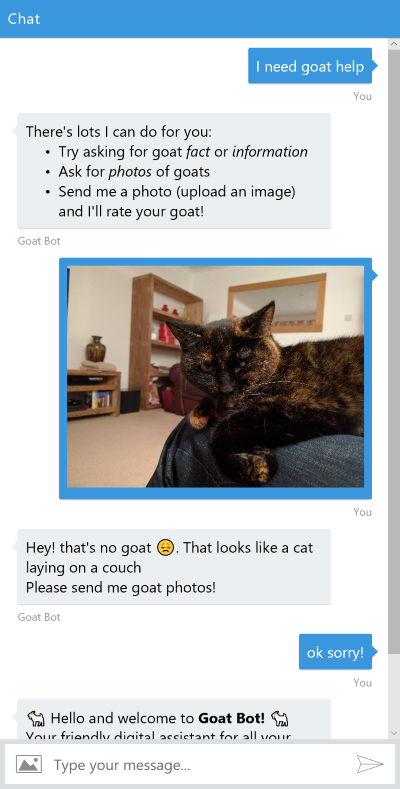 Chat
I need goat help
You
There's lots I can do for you:
• Try asking for goat fact or information
• Ask for photos of goats
• Send me a photo (upload an image)
and I'll rate your goat!
Goat Bot
You
Hey! that's no goat 😞. That looks like a cat
laying on a couch
Please send me goat photos!
Goat Bot
ok sorry!
You
🐐 Hello and welcome to Goat Bot! 🐐
Your friendly digital assistant for all your
Type your message...